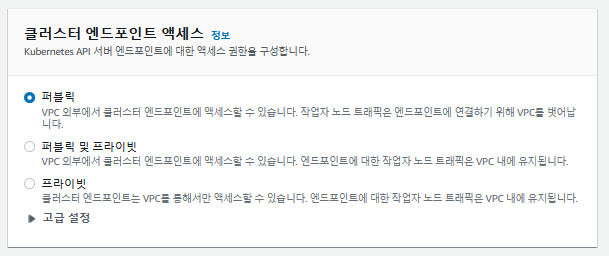 클러스터 엔드포인트 액세스 정보
Kubernetes API 서버 엔드포인트에 대한 액세스 권한을 구성합니다.
퍼블릭
VPC 외부에서 클러스터 엔드포인트에 액세스할 수 있습니다. 작업자 노드 트래픽은 엔드포인트에 연결하기 위해 VPC를 벗어납
니다.
퍼블릭 및 프라이빗
VPC 외부에서 클러스터 엔드포인트에 액세스할 수 있습니다. 엔드포인트에 대한 작업자 노드 트래픽은 VPC 내에 유지됩니다.
프라이빗
클러스터 엔드포인트는 VPC를 통해서만 액세스할 수 있습니다. 엔드포인트에 대한 작업자 노드 트래픽은 VPC 내에 유지됩니다.
고급 설정